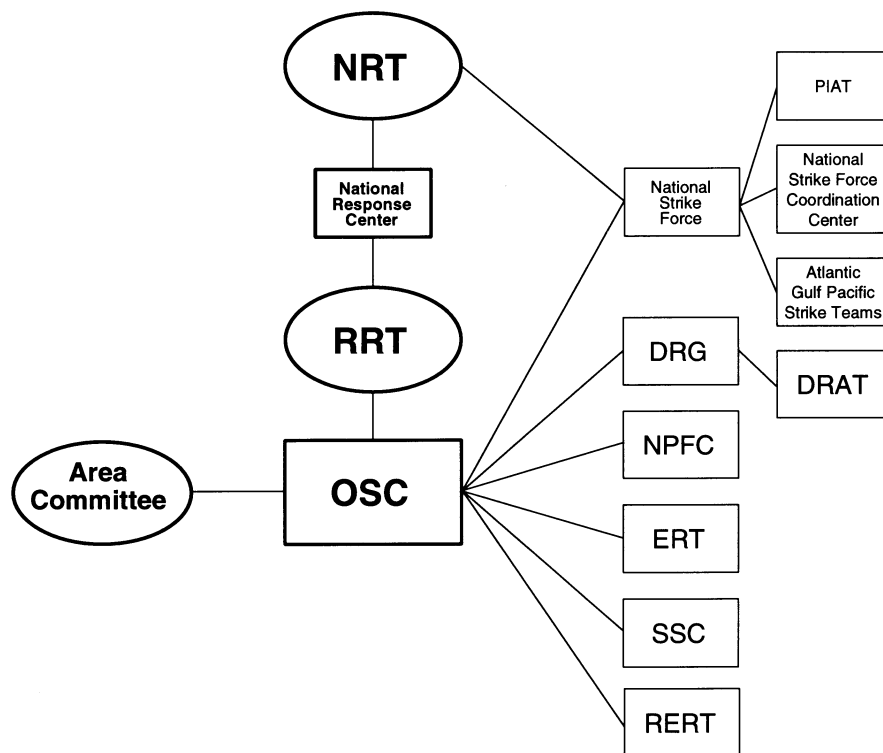 NRT
National
Response
Center
RRT
Area
Committee
OSC
National
Strike
Force
PIAT
National
Strike Force
Coordination
Center
Atlantic
Gulf Pacific
Strike Teams
DRG
DRAT
NPFC
ERT
SSC
RERT